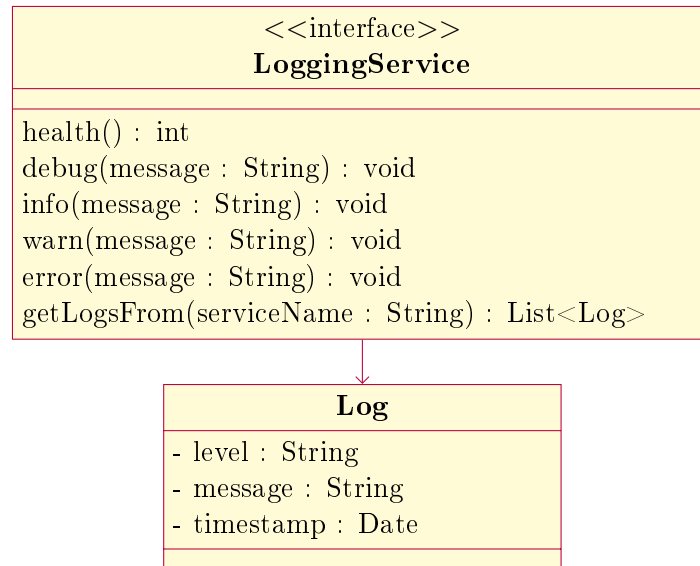 <<interface>>
LoggingService
health() : int
debug(message : String) : void
info(message : String) : void
warn(message : String) : void
error(message : String) : void
getLogsFrom(serviceName : String) : List<Log>
Log
- level : String
- message : String
- timestamp : Date